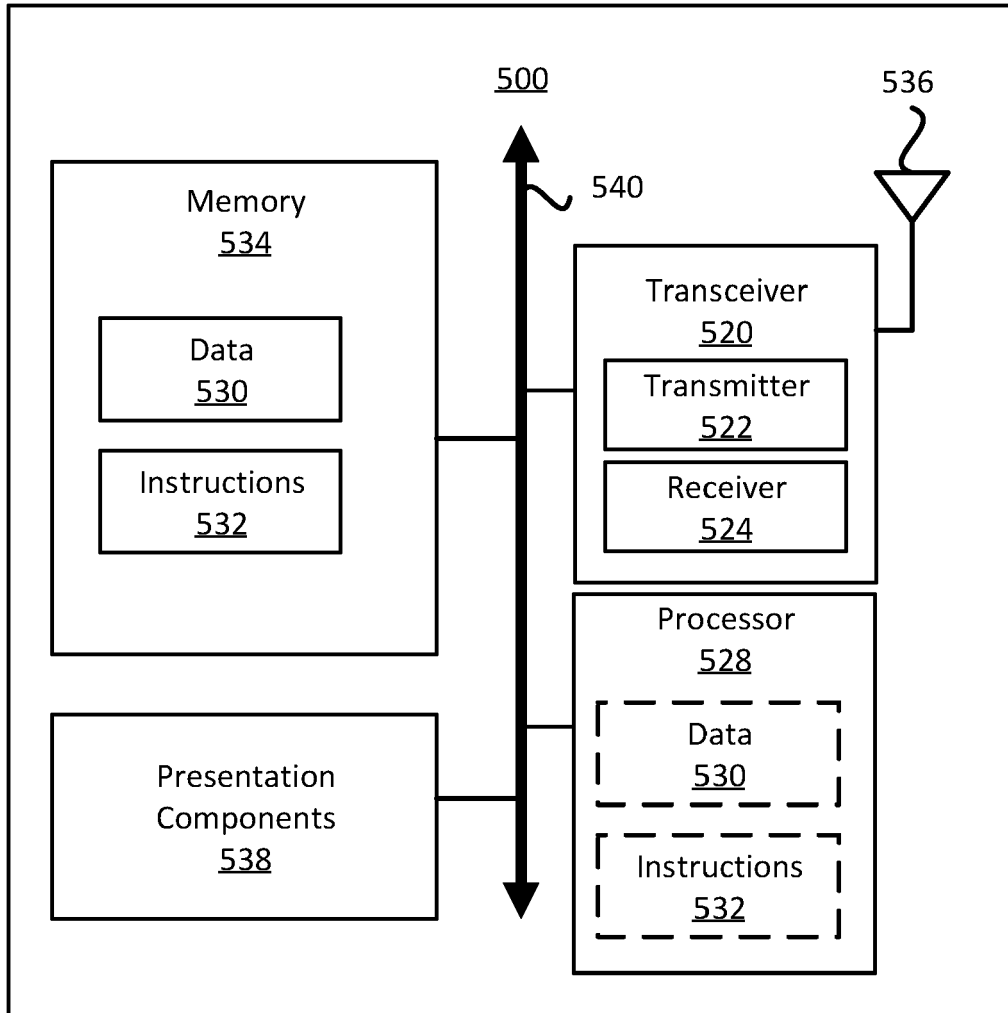 500
536
540
Memory
534
Data
530
Instructions
532
Transceiver
520
Transmitter
522
Receiver
524
Presentation
Components
538
Processor
528
Data
530
Instructions
532